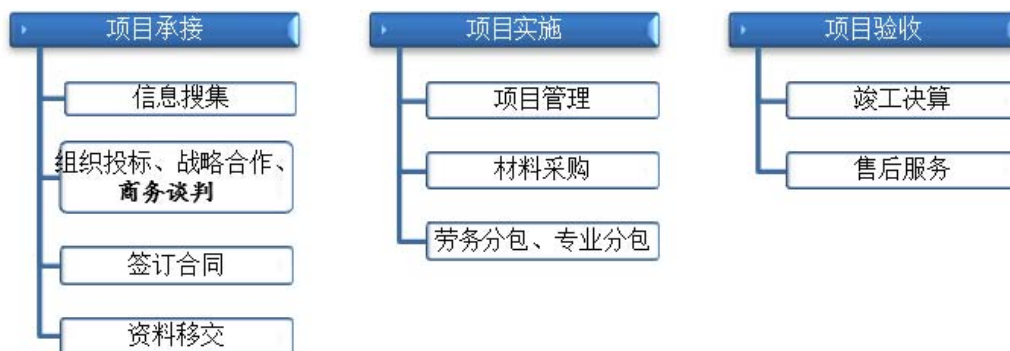 项目承接
信息搜集
组织投标、战略合作、
商务谈判
签订合同
资料移交
项目实施
项目管理
材料采购
劳务分包、专业分包
项目验收
竣工决算
售后服务